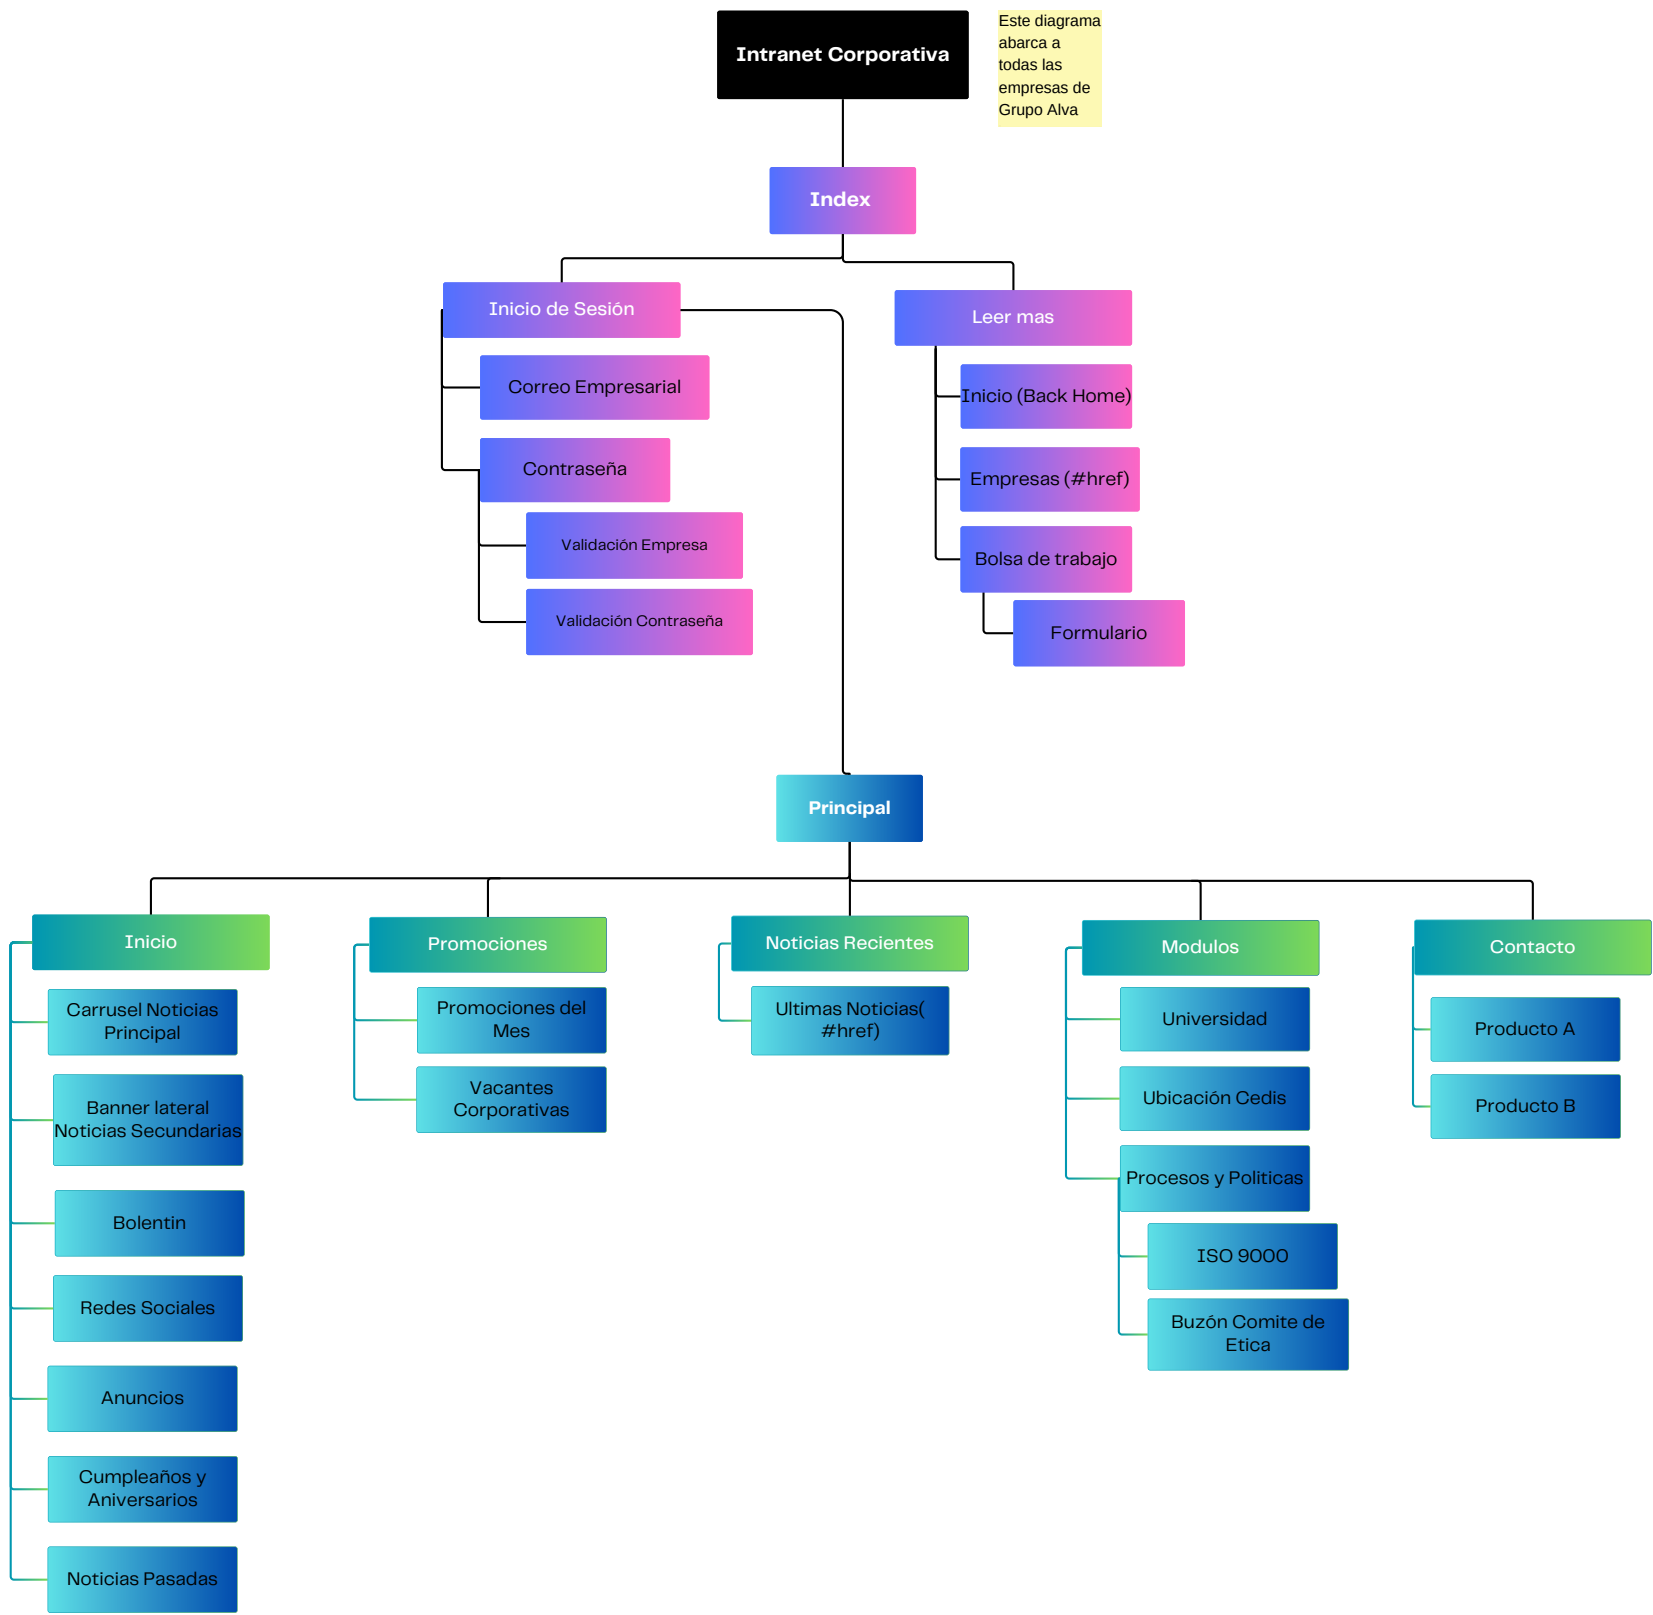 Intranet Corporativa
Este diagrama
abarca a
todas las
empresas de
Grupo Alva
Index
Inicio de Sesión
Correo Empresarial
Contraseña
Validación Empresa
Validación Contraseña
Leer mas
Inicio (Back Home)
Empresas (#href)
Bolsa de trabajo
Formulario
Principal
Inicio
Carrusel Noticias
Principal
Banner lateral
Noticias Secundarias
Bolentin
Redes Sociales
Anuncios
Cumpleaños y
Aniversarios
Noticias Pasadas
Promociones
Promociones del
Mes
Vacantes
Corporativas
Noticias Recientes
Ultimas Noticias(
#href)
Modulos
Universidad
Ubicación Cedis
Procesos y Politicas
ISO 9000
Buzón Comite de
Etica
Contacto
Producto A
Producto B